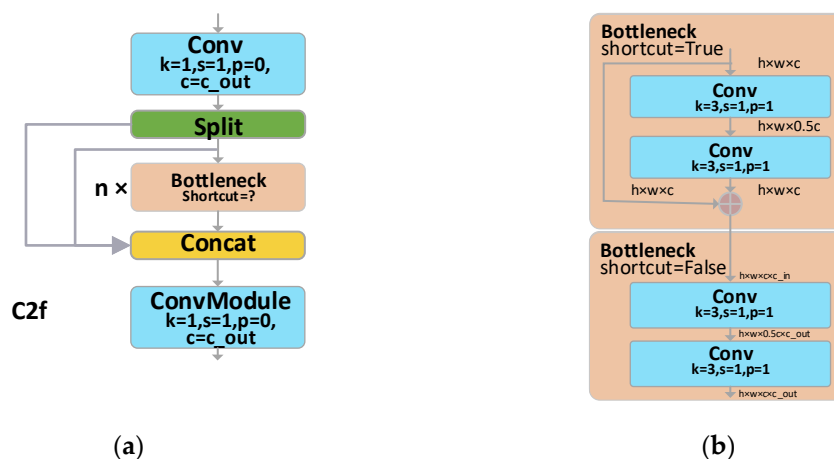 Conv
k=1,s=1,p=0,
c=c_out
Split
n ×
Bottleneck
Shortcut=?
Concat
C2f
ConvModule
k=1,s=1,p=0,
c=c_out
(a)
Bottleneck
shortcut=True
h×w×c
Conv
k=3,s=1,p=1
h×w×0.5c
Conv
k=3,s=1,p=1
h×w×c
h×w×c
Bottleneck
shortcut=False
h×w×c×c_in
Conv
k=3,s=1,p=1
h×w×0.5c×c_out
Conv
k=3,s=1,p=1
h×w×c×c_out
(b)